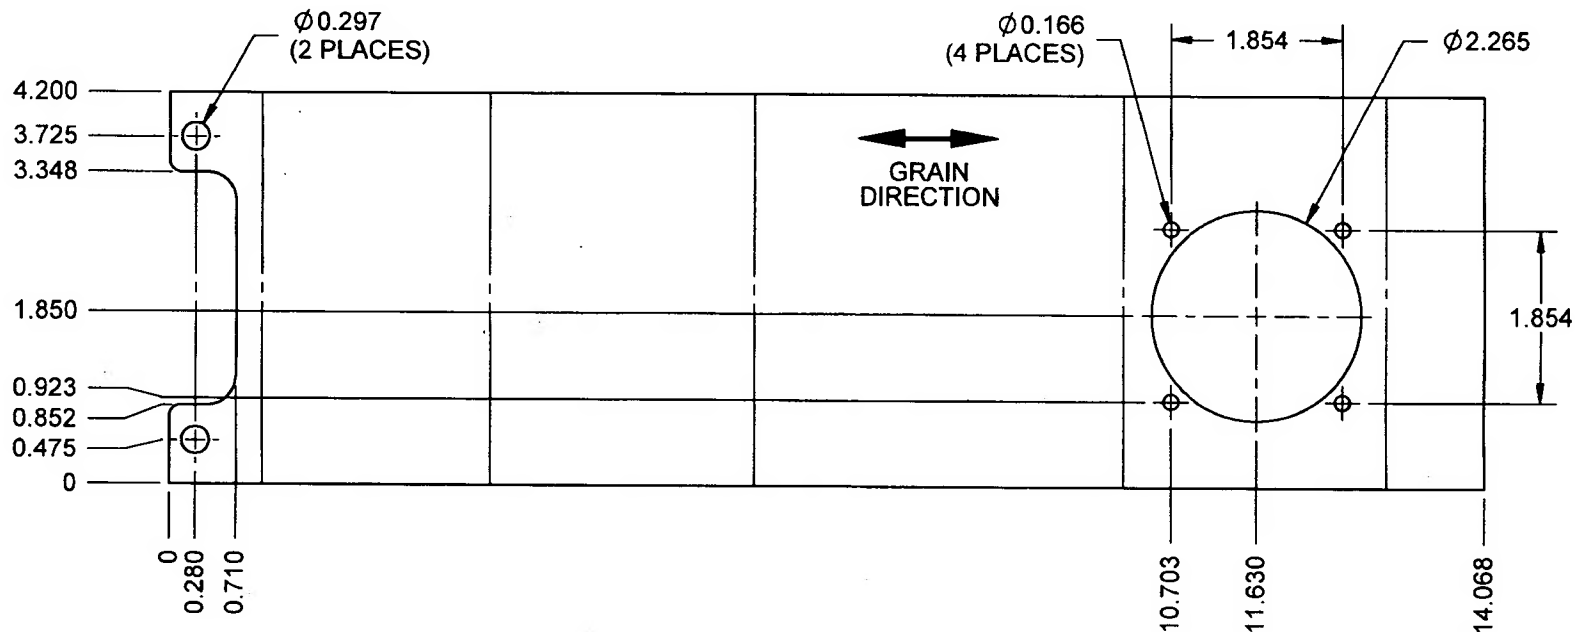 Ø0.297
(2 PLACES)
Ø0.166
(4 PLACES)
1.854
Ø2.265
4.200
3.725
3.348
GRAIN
DIRECTION
1.850
1.854
0.923
0.852
0.475
0
0
0.280
0.710
10.703
11.630
14.068